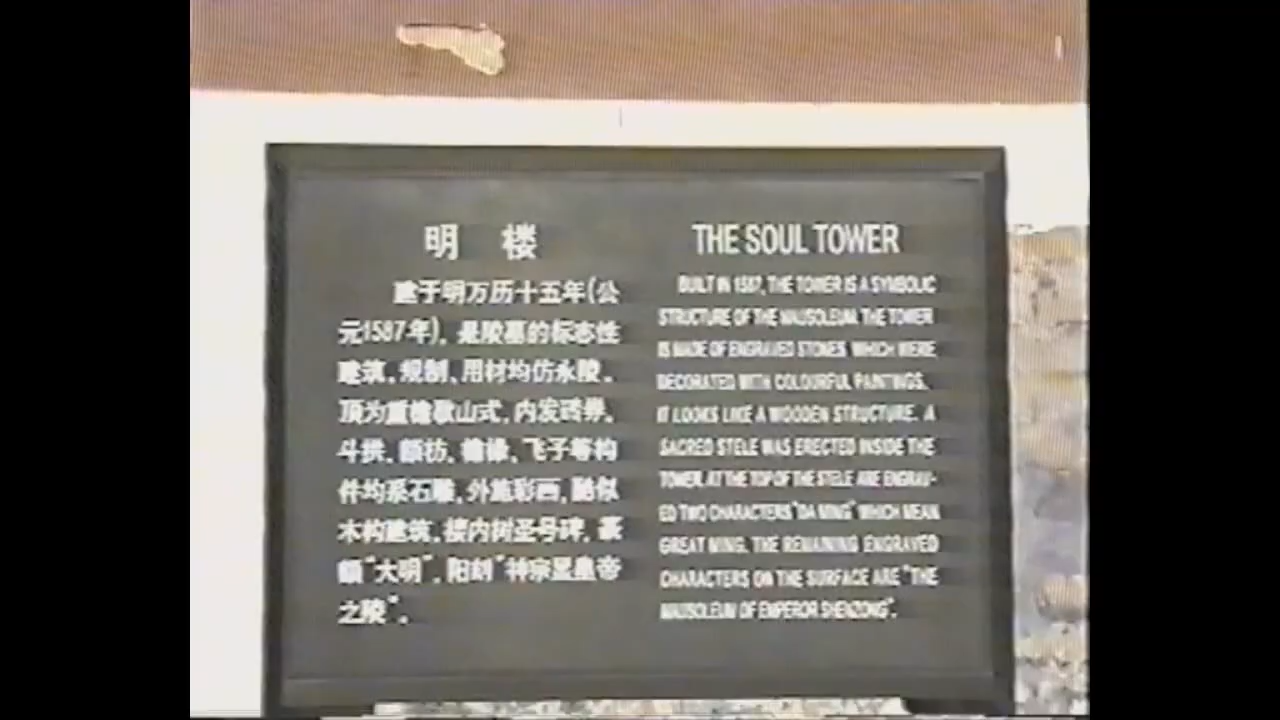 明 楼
建于明万历十五年(公
元1587年), 是陵墓的标志性
建筑, 规制、用材均仿永陵。
顶为重檐歇山式, 内发券。
斗拱、额枋、檐椽、飞子等构
件均系石雕, 外施彩画, 酷似
木构建筑, 楼内树圣号碑, 篆
额"大明", 阳刻"神宗显皇帝
之陵"。
THE SOUL TOWER
BUILT IN 1587, THE TOWER IS A SYMBOLIC
STRUCTURE OF THE MAUSOLEUM. THE TOWER
IS MADE OF ENGRAVED STONES WHICH WERE
DECORATED WITH COLOURFUL PAINTINGS.
IT LOOKS LIKE A WOODEN STRUCTURE. A
SACRED STELE WAS ERECTED INSIDE THE
TOWER. AT THE TOP OF THE STELE ARE ENGRAV-
ED TWO CHARACTERS "DA MING" WHICH MEAN
GREAT MING. THE REMAINING ENGRAVED
CHARACTERS ON THE SURFACE ARE "THE
MAUSOLEUM OF EMPEROR SHENZONG".